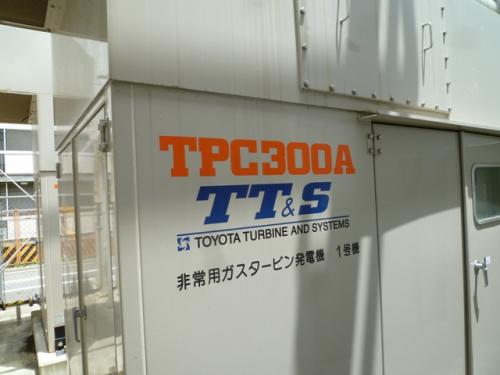 TPC300A
TT&S
TOYOTA TURBINE AND SYSTEMS
非常用ガスタービン発電機 1号機